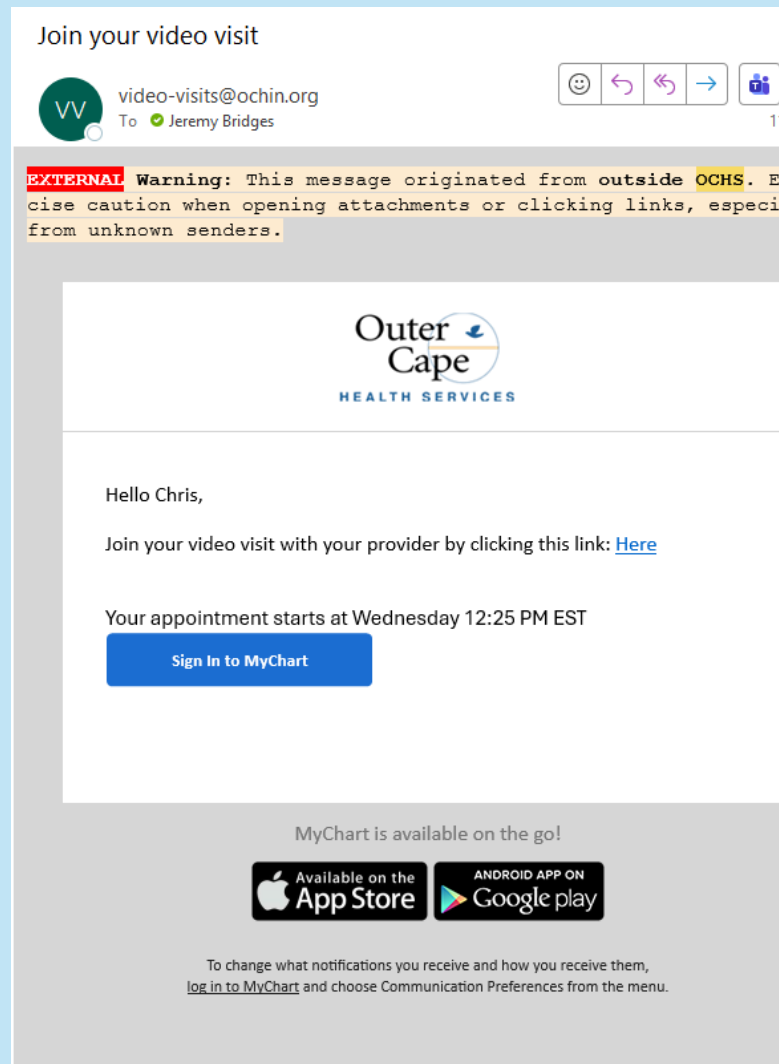 Join your video visit
VV
video-visits@ochin.org
To Jeremy Bridges
EXTERNAL Warning: This message originated from outside OCHS. E
cise caution when opening attachments or clicking links, especi
from unknown senders.
Outer
Cape
HEALTH SERVICES
Hello Chris,
Join your video visit with your provider by clicking this link: Here
Your appointment starts at Wednesday 12:25 PM EST
Sign In to MyChart
MyChart is available on the go!
Available on the
App Store
ANDROID APP ON
Google play
To change what notifications you receive and how you receive them,
log in to MyChart and choose Communication Preferences from the menu.